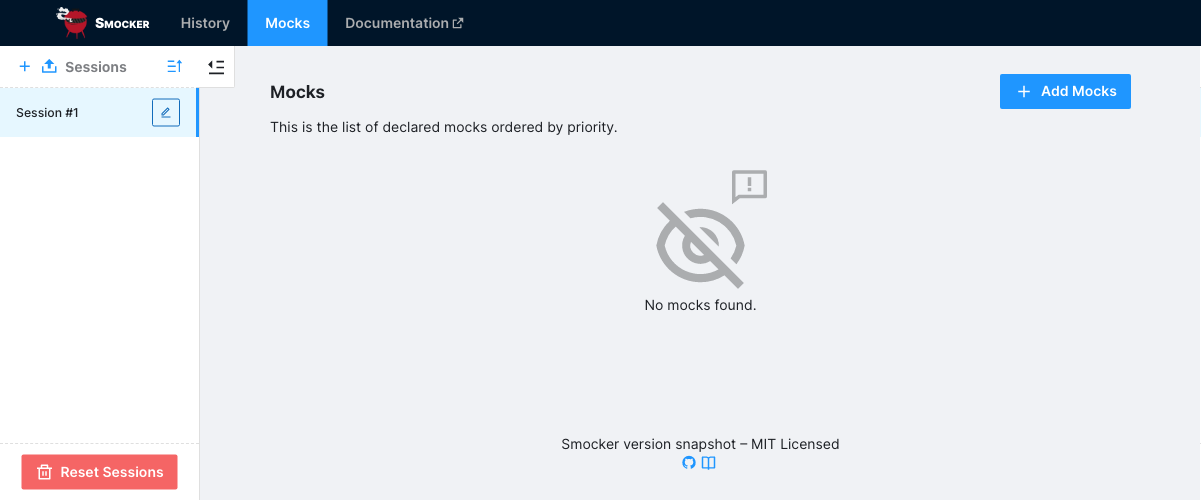 Smocker History Mocks Documentation
Sessions
Session #1
Mocks
Add Mocks
This is the list of declared mocks ordered by priority.
No mocks found.
Smocker version snapshot – MIT Licensed
Reset Sessions